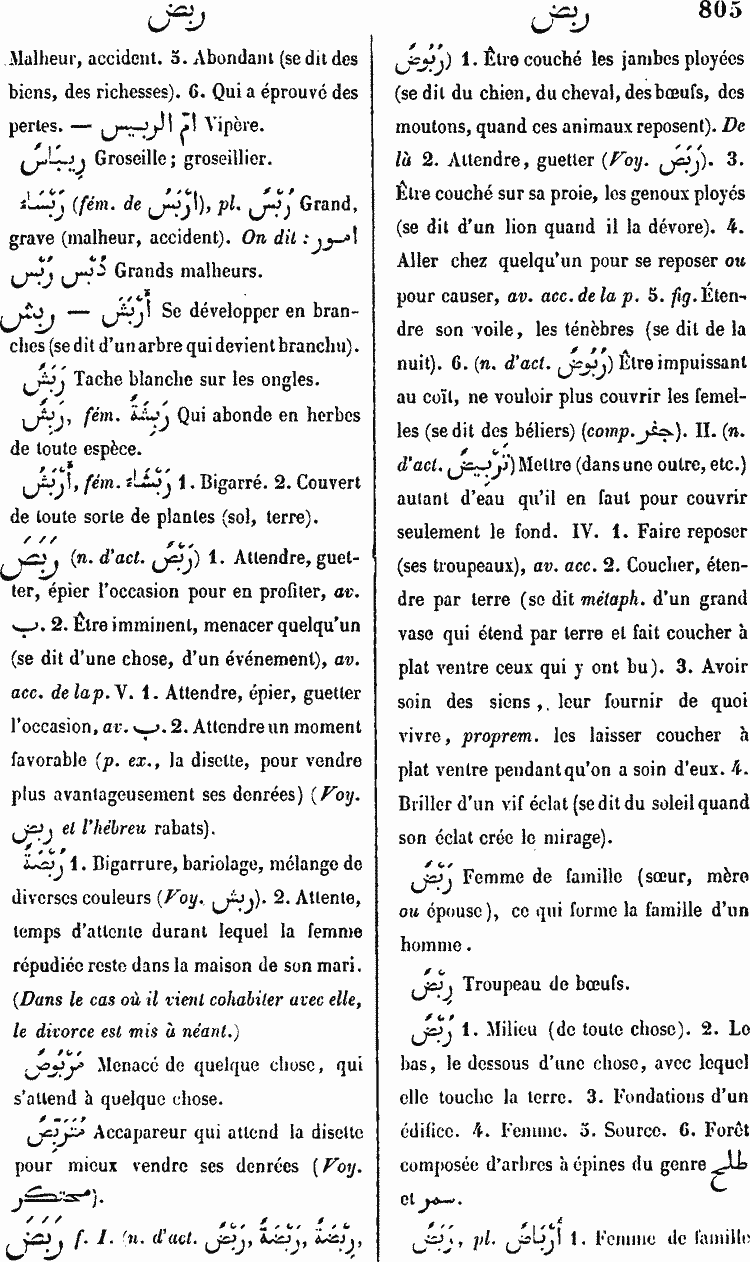 ربض
ربض 805
Malheur, accident. 5. Abondant (se dit des
biens, des richesses). 6. Qui a éprouvé des
pertes. — امّ الربيس Vipère.
رِيبَاسٌ Groseille; groseillier.
رَبْسَاءُ (fém. de أَرْبَسُ), pl. رُبْسٌ Grand,
grave (malheur, accident). On dit : امور
رُبْس دُبْس Grands malheurs.
ربش — أَرْبَشَ Se développer en bran-
ches (se dit d'un arbre qui devient branchu).
رَبَشٌ Tache blanche sur les ongles.
رَبِشٌ, fém. رَبِشَةٌ Qui abonde en herbes
de toute espèce.
أَرْبَشُ, fém. رَبْشَاءُ 1. Bigarré. 2. Couvert
de toute sorte de plantes (sol, terre).
رَبَصَ (n. d'act. رَبْصٌ) 1. Attendre, guet-
ter, épier l'occasion pour en profiter, av.
ب. 2. Être imminent, menacer quelqu'un
(se dit d'une chose, d'un événement), av.
acc. de la p. V. 1. Attendre, épier, guetter
l'occasion, av. ب. 2. Attendre un moment
favorable (p. ex., la disette, pour vendre
plus avantageusement ses denrées) (Voy.
ربض et l'hébreu rabats).
رُبْصَةٌ 1. Bigarrure, bariolage, mélange de
diverses couleurs (Voy. ربش). 2. Attente,
temps d'attente durant lequel la femme
répudiée reste dans la maison de son mari.
(Dans le cas où il vient cohabiter avec elle,
le divorce est mis à néant.)
مَرْبُوصٌ Menacé de quelque chose, qui
s'attend à quelque chose.
مُتَرَبِّصٌ Accapareur qui attend la disette
pour mieux vendre ses denrées (Voy.
محتكر).
رَبَضَ f. I. (n. d'act. رَبْضٌ, رَبْضَةٌ, رِبْضَةٌ,
رُبُوضٌ) 1. Être couché les jambes ployées
(se dit du chien, du cheval, des bœufs, des
moutons, quand ces animaux reposent). De
là 2. Attendre, guetter (Voy. رَبَصَ). 3.
Être couché sur sa proie, les genoux ployés
(se dit d'un lion quand il la dévore). 4.
Aller chez quelqu'un pour se reposer ou
pour causer, av. acc. de la p. 5. fig. Éten-
dre son voile, les ténèbres (se dit de la
nuit). 6. (n. d'act. رُبُوضٌ) Être impuissant
au coït, ne vouloir plus couvrir les femel-
les (se dit des béliers) (comp. جفر). II. (n.
d'act. تَرْبِيضٌ) Mettre (dans une outre, etc.)
autant d'eau qu'il en faut pour couvrir
seulement le fond. IV. 1. Faire reposer
(ses troupeaux), av. acc. 2. Coucher, éten-
dre par terre (se dit métaph. d'un grand
vase qui étend par terre et fait coucher à
plat ventre ceux qui y ont bu). 3. Avoir
soin des siens, leur fournir de quoi
vivre, proprem. les laisser coucher à
plat ventre pendant qu'on a soin d'eux. 4.
Briller d'un vif éclat (se dit du soleil quand
son éclat crée le mirage).
رَبْضٌ Femme de famille (sœur, mère
ou épouse), ce qui forme la famille d'un
homme.
رِبْضٌ Troupeau de bœufs.
رُبْضٌ 1. Milieu (de toute chose). 2. Le
bas, le dessous d'une chose, avec lequel
elle touche la terre. 3. Fondations d'un
édifice. 4. Femme. 5. Source. 6. Forêt
composée d'arbres à épines du genre طلح
et سمر.
رَبَضٌ, pl. أَرْبَاضٌ 1. Femme de famille